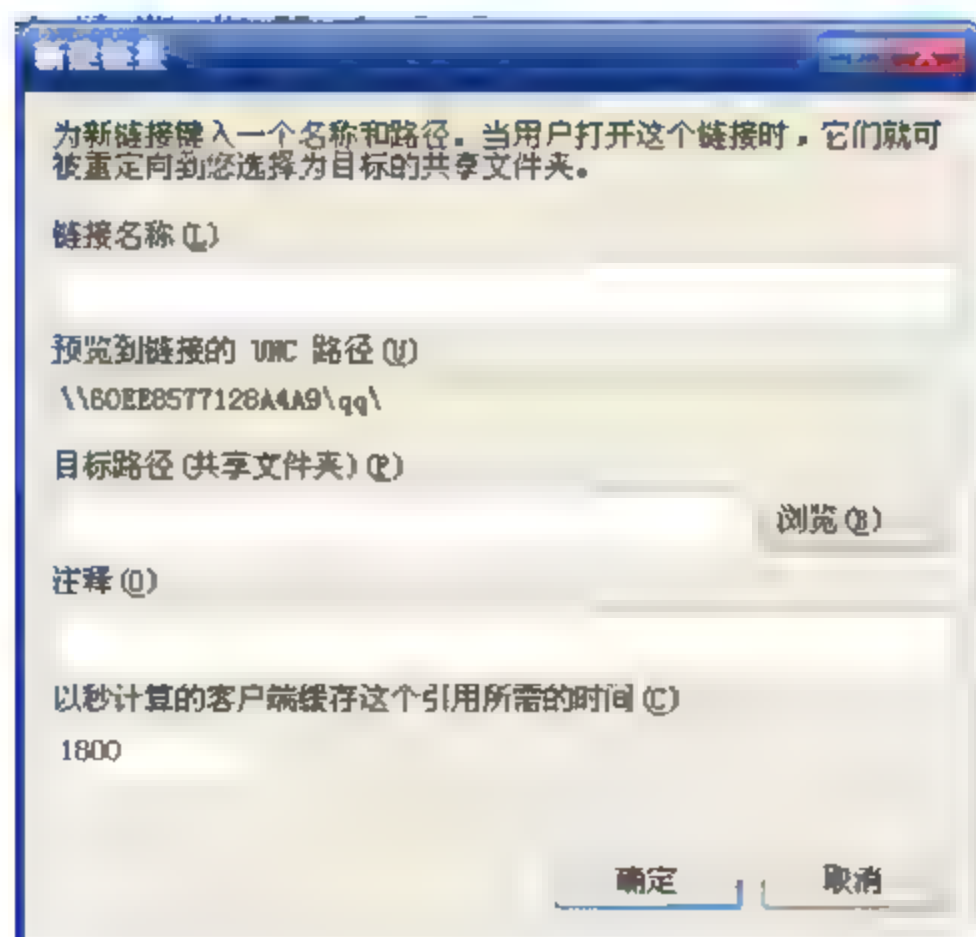 新建链接
为新链接键入一个名称和路径。当用户打开这个链接时，它们就可
被重定向到您选择为目标的共享文件夹。
链接名称(L)
预览到链接的 UNC 路径(U)
\\60EE8577128A4A9\qq\
目标路径(共享文件夹)(P)
浏览(B)
注释(O)
以秒计算的客户端缓存这个引用所需的时间(C)
1800
确定
取消